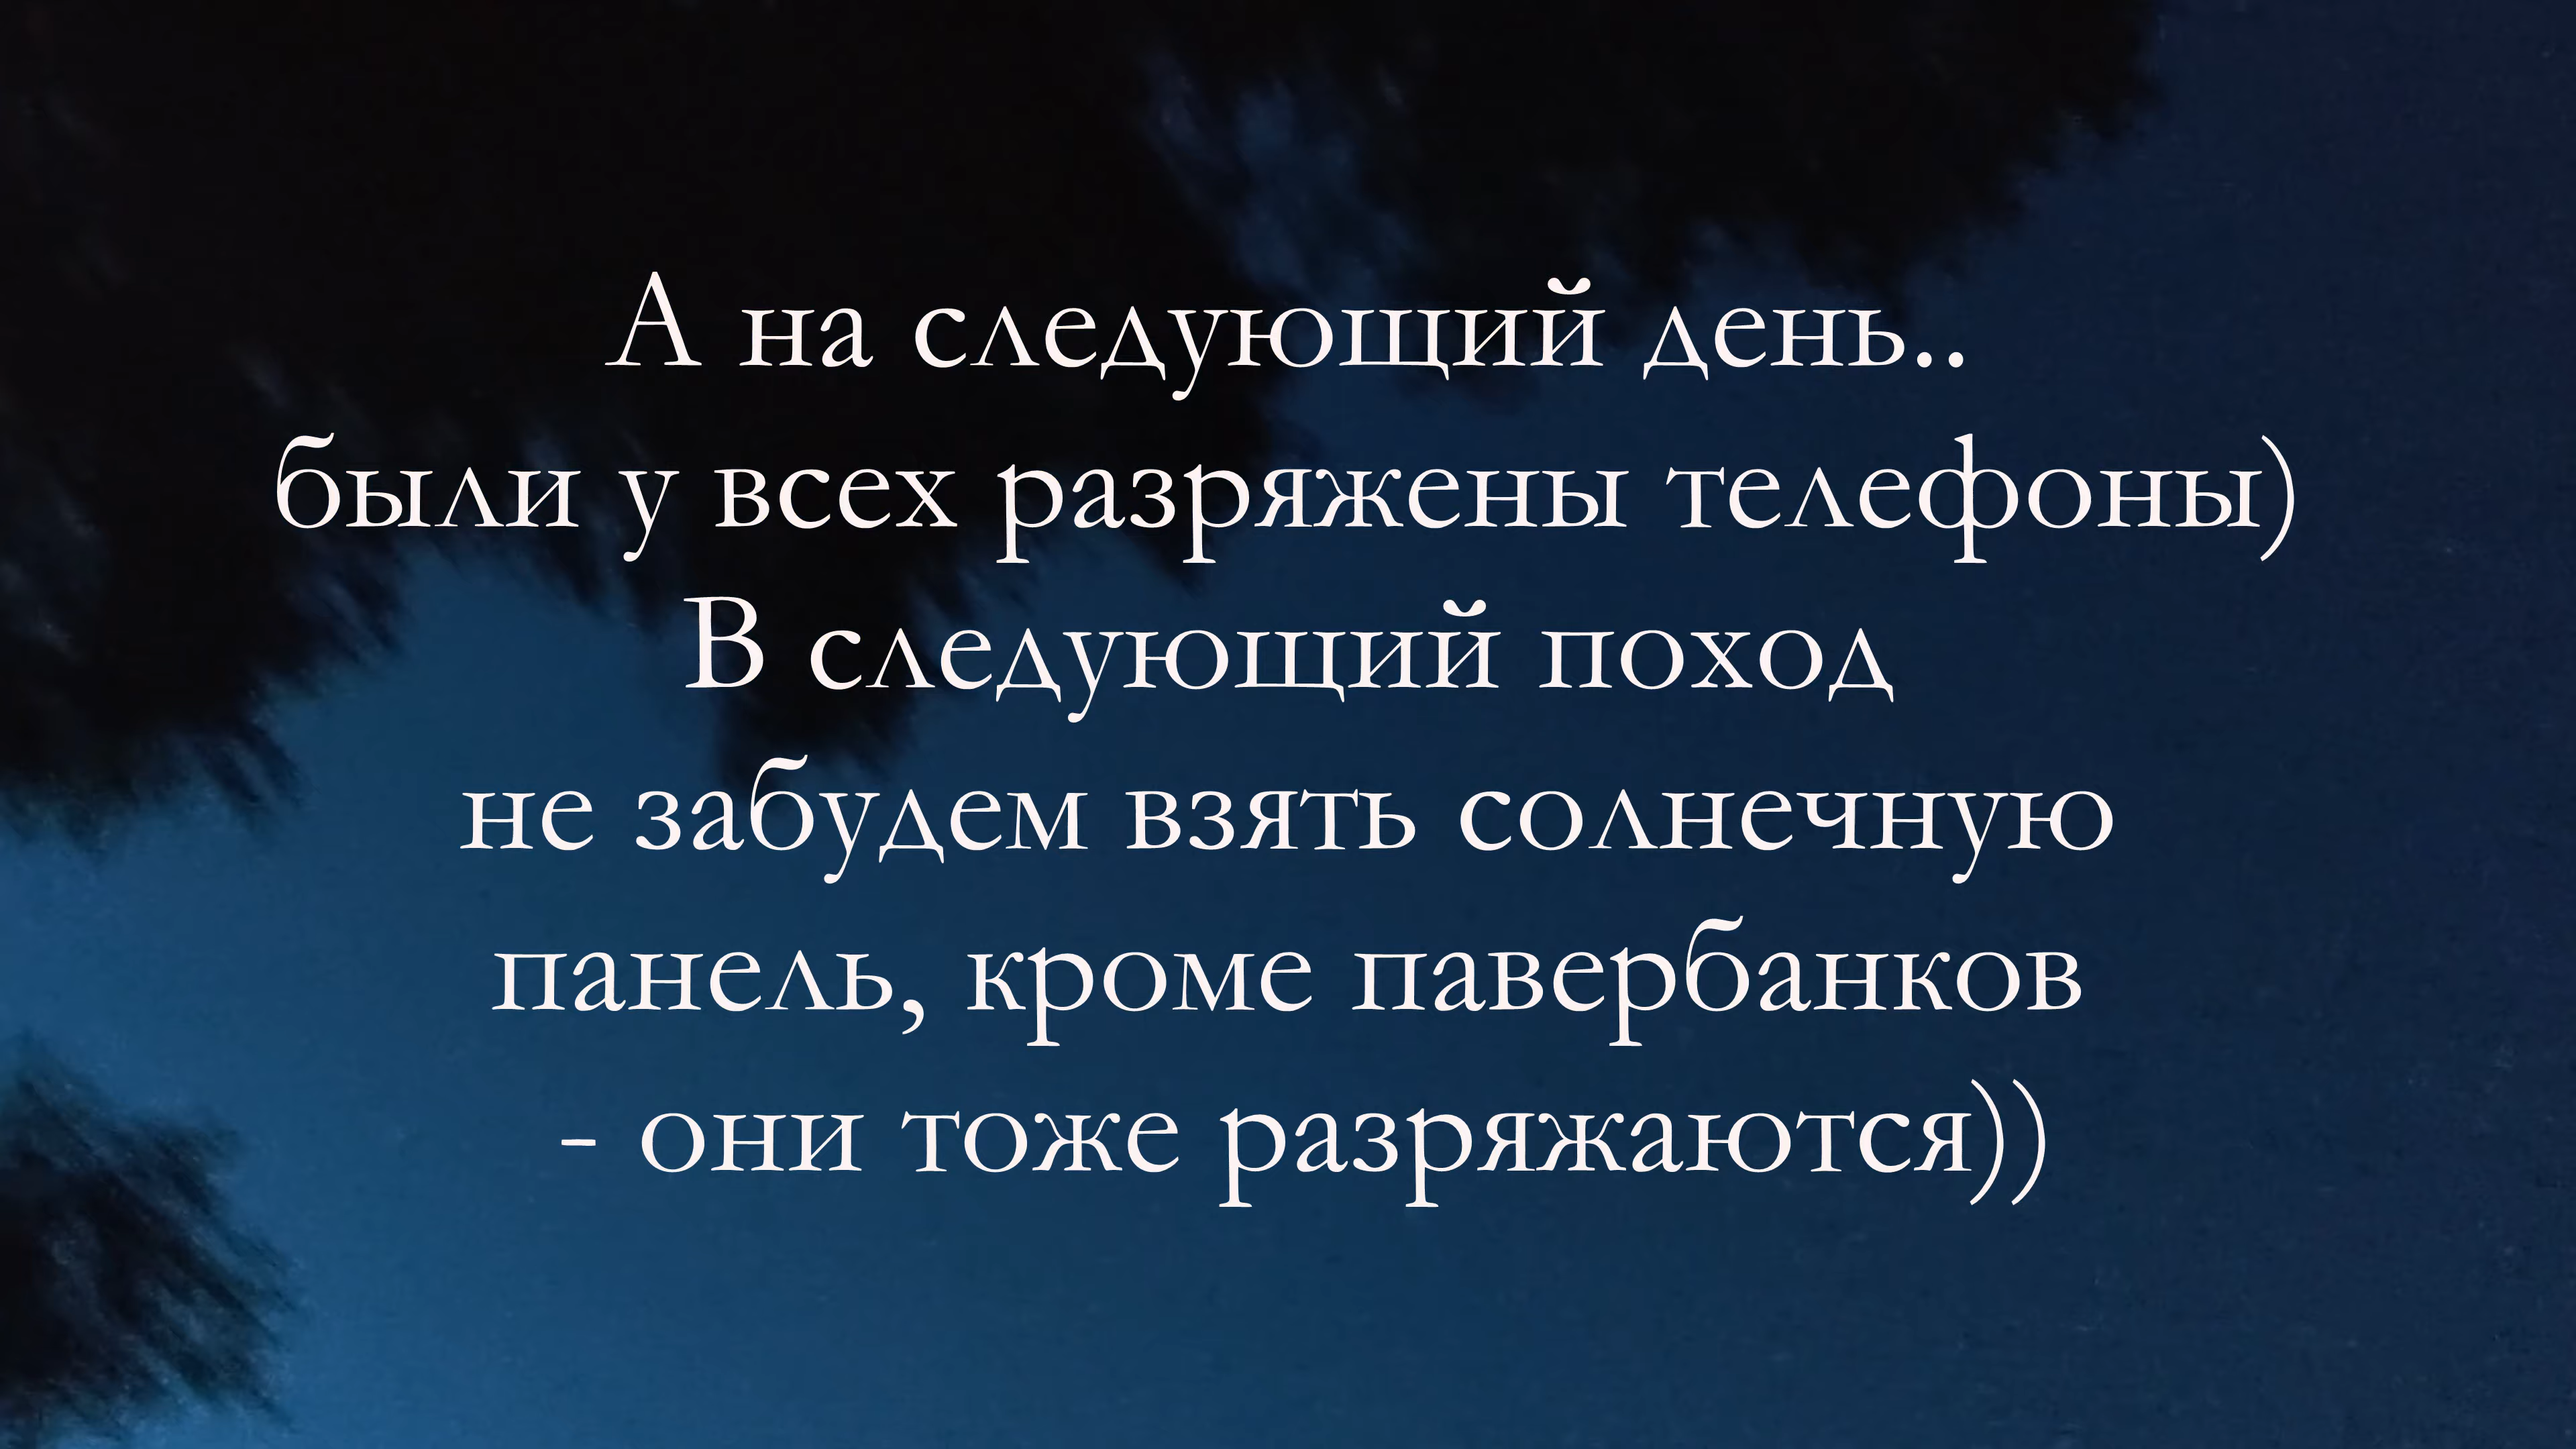 А на следующий день..
были у всех разряжены телефоны)
В следующий поход
не забудем взять солнечную
панель, кроме павербанков
- они тоже разряжаются))